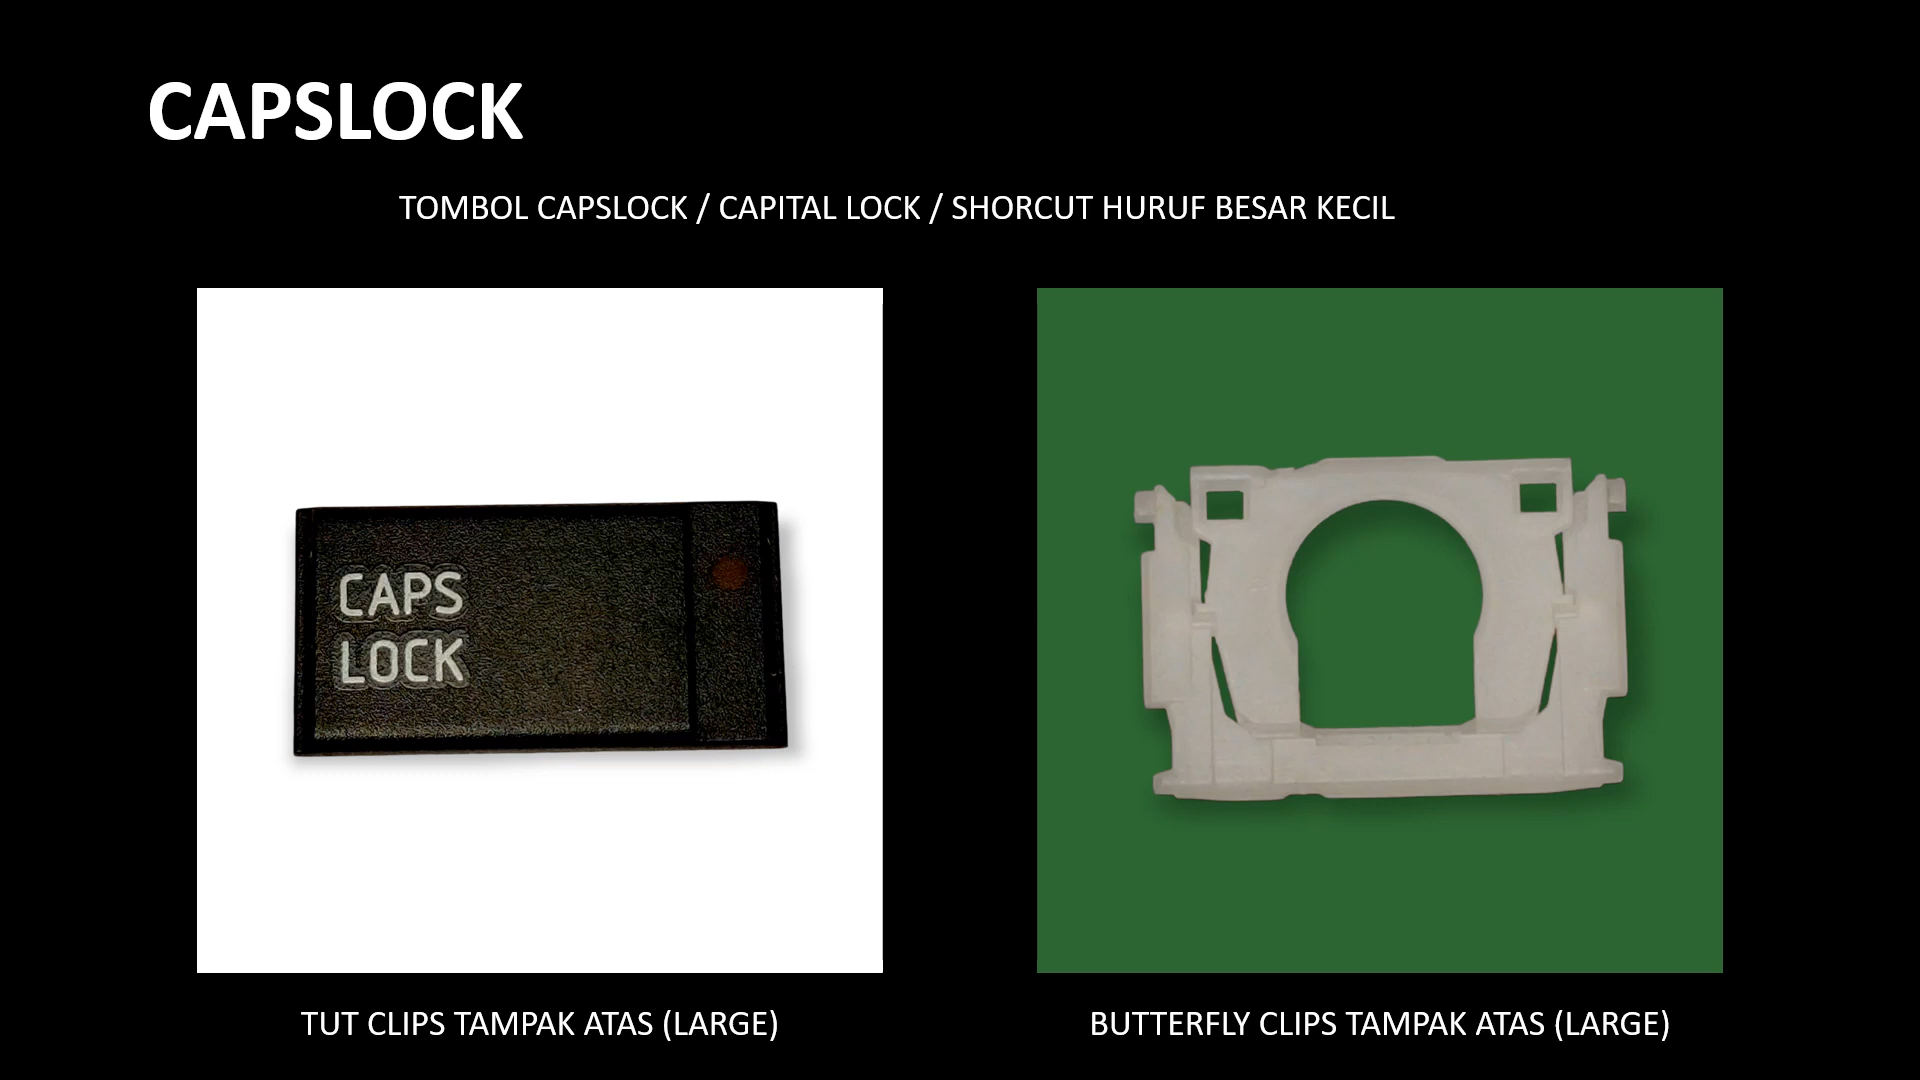 CAPSLOCK
TOMBOL CAPSLOCK / CAPITAL LOCK / SHORCUT HURUF BESAR KECIL
CAPS
LOCK
TUT CLIPS TAMPAK ATAS (LARGE)
BUTTERFLY CLIPS TAMPAK ATAS (LARGE)